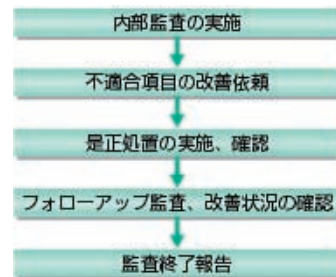 内部監査の実施
不適合項目の改善依頼
是正処置の実施、確認
フォローアップ監査、改善状況の確認
監査終了報告